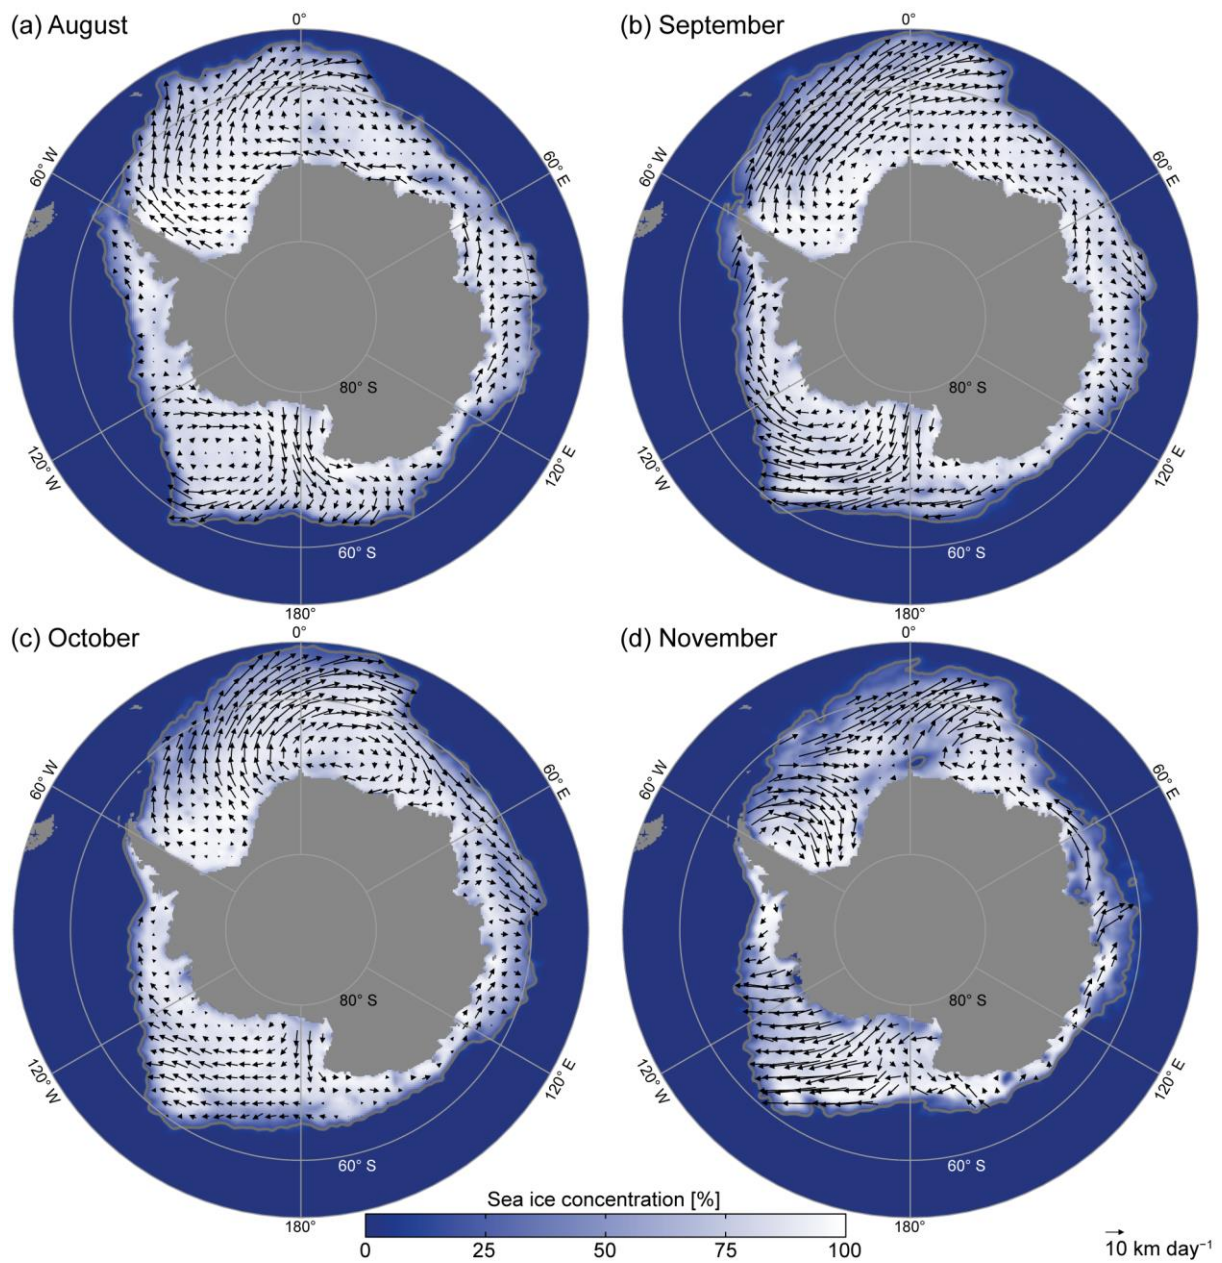 (a) August
0°
(b) September
0°
60° W
60° E
60° W
60° E
80° S
80° S
120° W
120° E
120° W
120° E
60° S
60° S
180°
180°
(c) October
0°
(d) November
0°
60° W
60° E
60° W
60° E
80° S
80° S
120° W
120° E
120° W
120° E
60° S
60° S
180°
180°
Sea ice concentration [%]
0 25 50 75 100
10 km day⁻¹